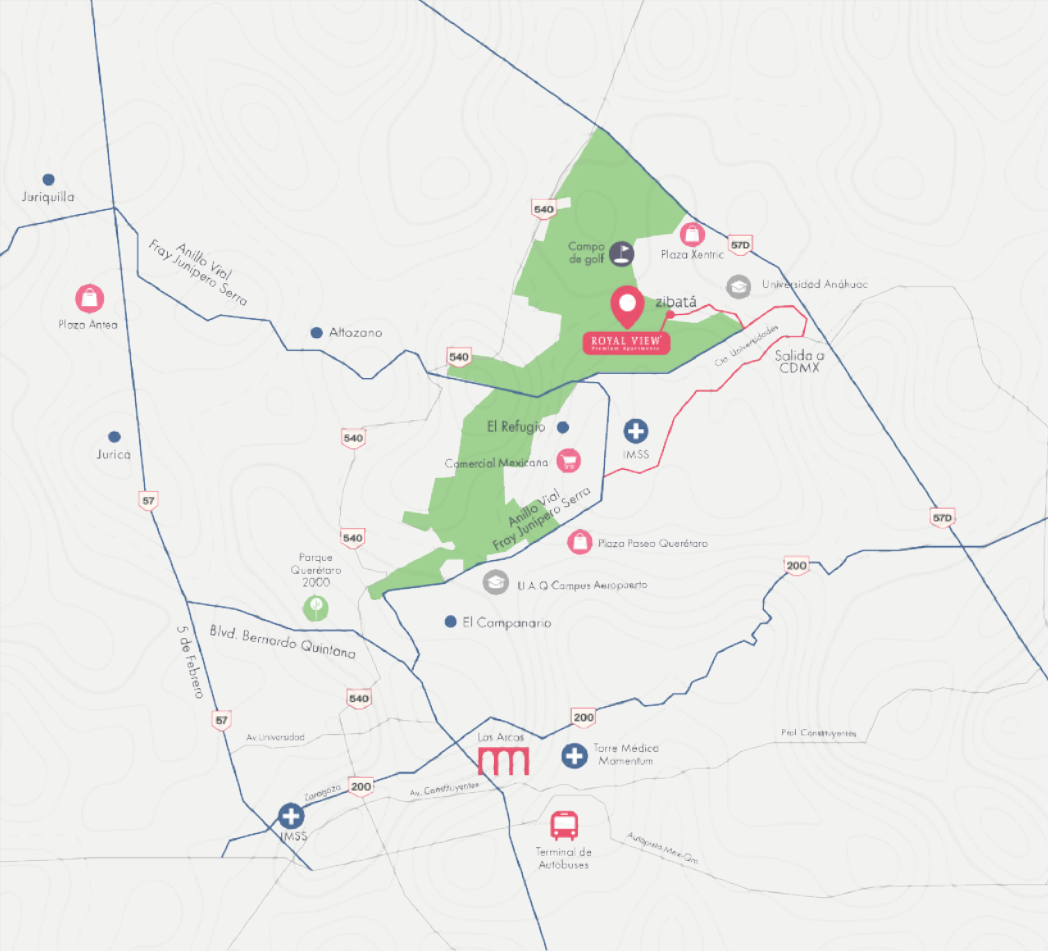 Juriquilla
Anillo Vial
Fray Junipero Serra
540
Campo
de golf
Plaza Xentric
57D
Universidad Anáhuac
zibatá
ROYAL VIEW
Premium Apartments
Cto. Universidades
Salida a
CDMX
Plaza Antea
Altozano
540
540
El Refugio
IMSS
Comercial Mexicana
Jurica
57
Anillo Vial
Fray Junipero Serra
57D
540
Plaza Paseo Querétaro
200
Parque
Querétaro
2000
U.A.Q Campus Aeropuerto
El Campanario
Blvd. Bernardo Quintana
5 de Febrero
540
57
200
Av.Universidad
Los Arcos
Torre Médica
Momentum
Prol. Constituyentes
Zaragoza
200
Av. Constituyentes
IMSS
Terminal de
Autobuses
Autopista Mex-Qro